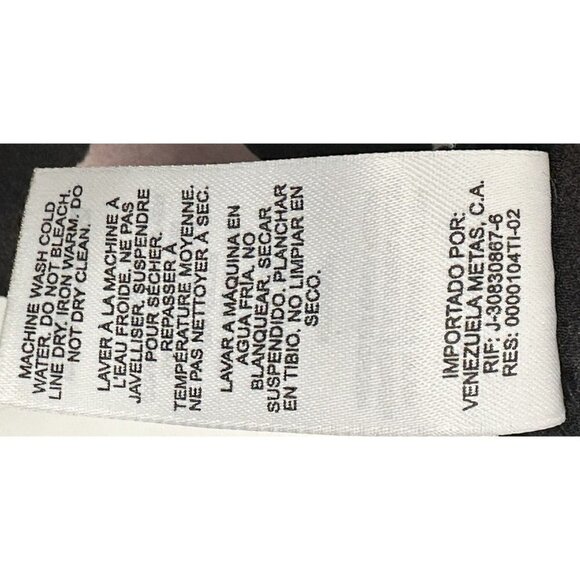 MACHINE WASH COLD
WATER. DO NOT BLEACH.
LINE DRY. IRON WARM. DO
NOT DRY CLEAN.
LAVER À LA MACHINE À
L'EAU FROIDE, NE PAS
JAVELLISER, SUSPENDRE
POUR SÉCHER.
REPASSER À
TEMPÉRATURE MOYENNE.
NE PAS NETTOYER À SEC.
LAVAR A MÁQUINA EN
AGUA FRÍA. NO
BLANQUEAR, SECAR
SUSPENDIDO, PLANCHAR
EN TIBIO. NO LIMPIAR EN
SECO.
IMPORTADO POR:
VENEZUELA METAS, C.A.
RIF: J-30830867-6
RES: 0000104TI-02